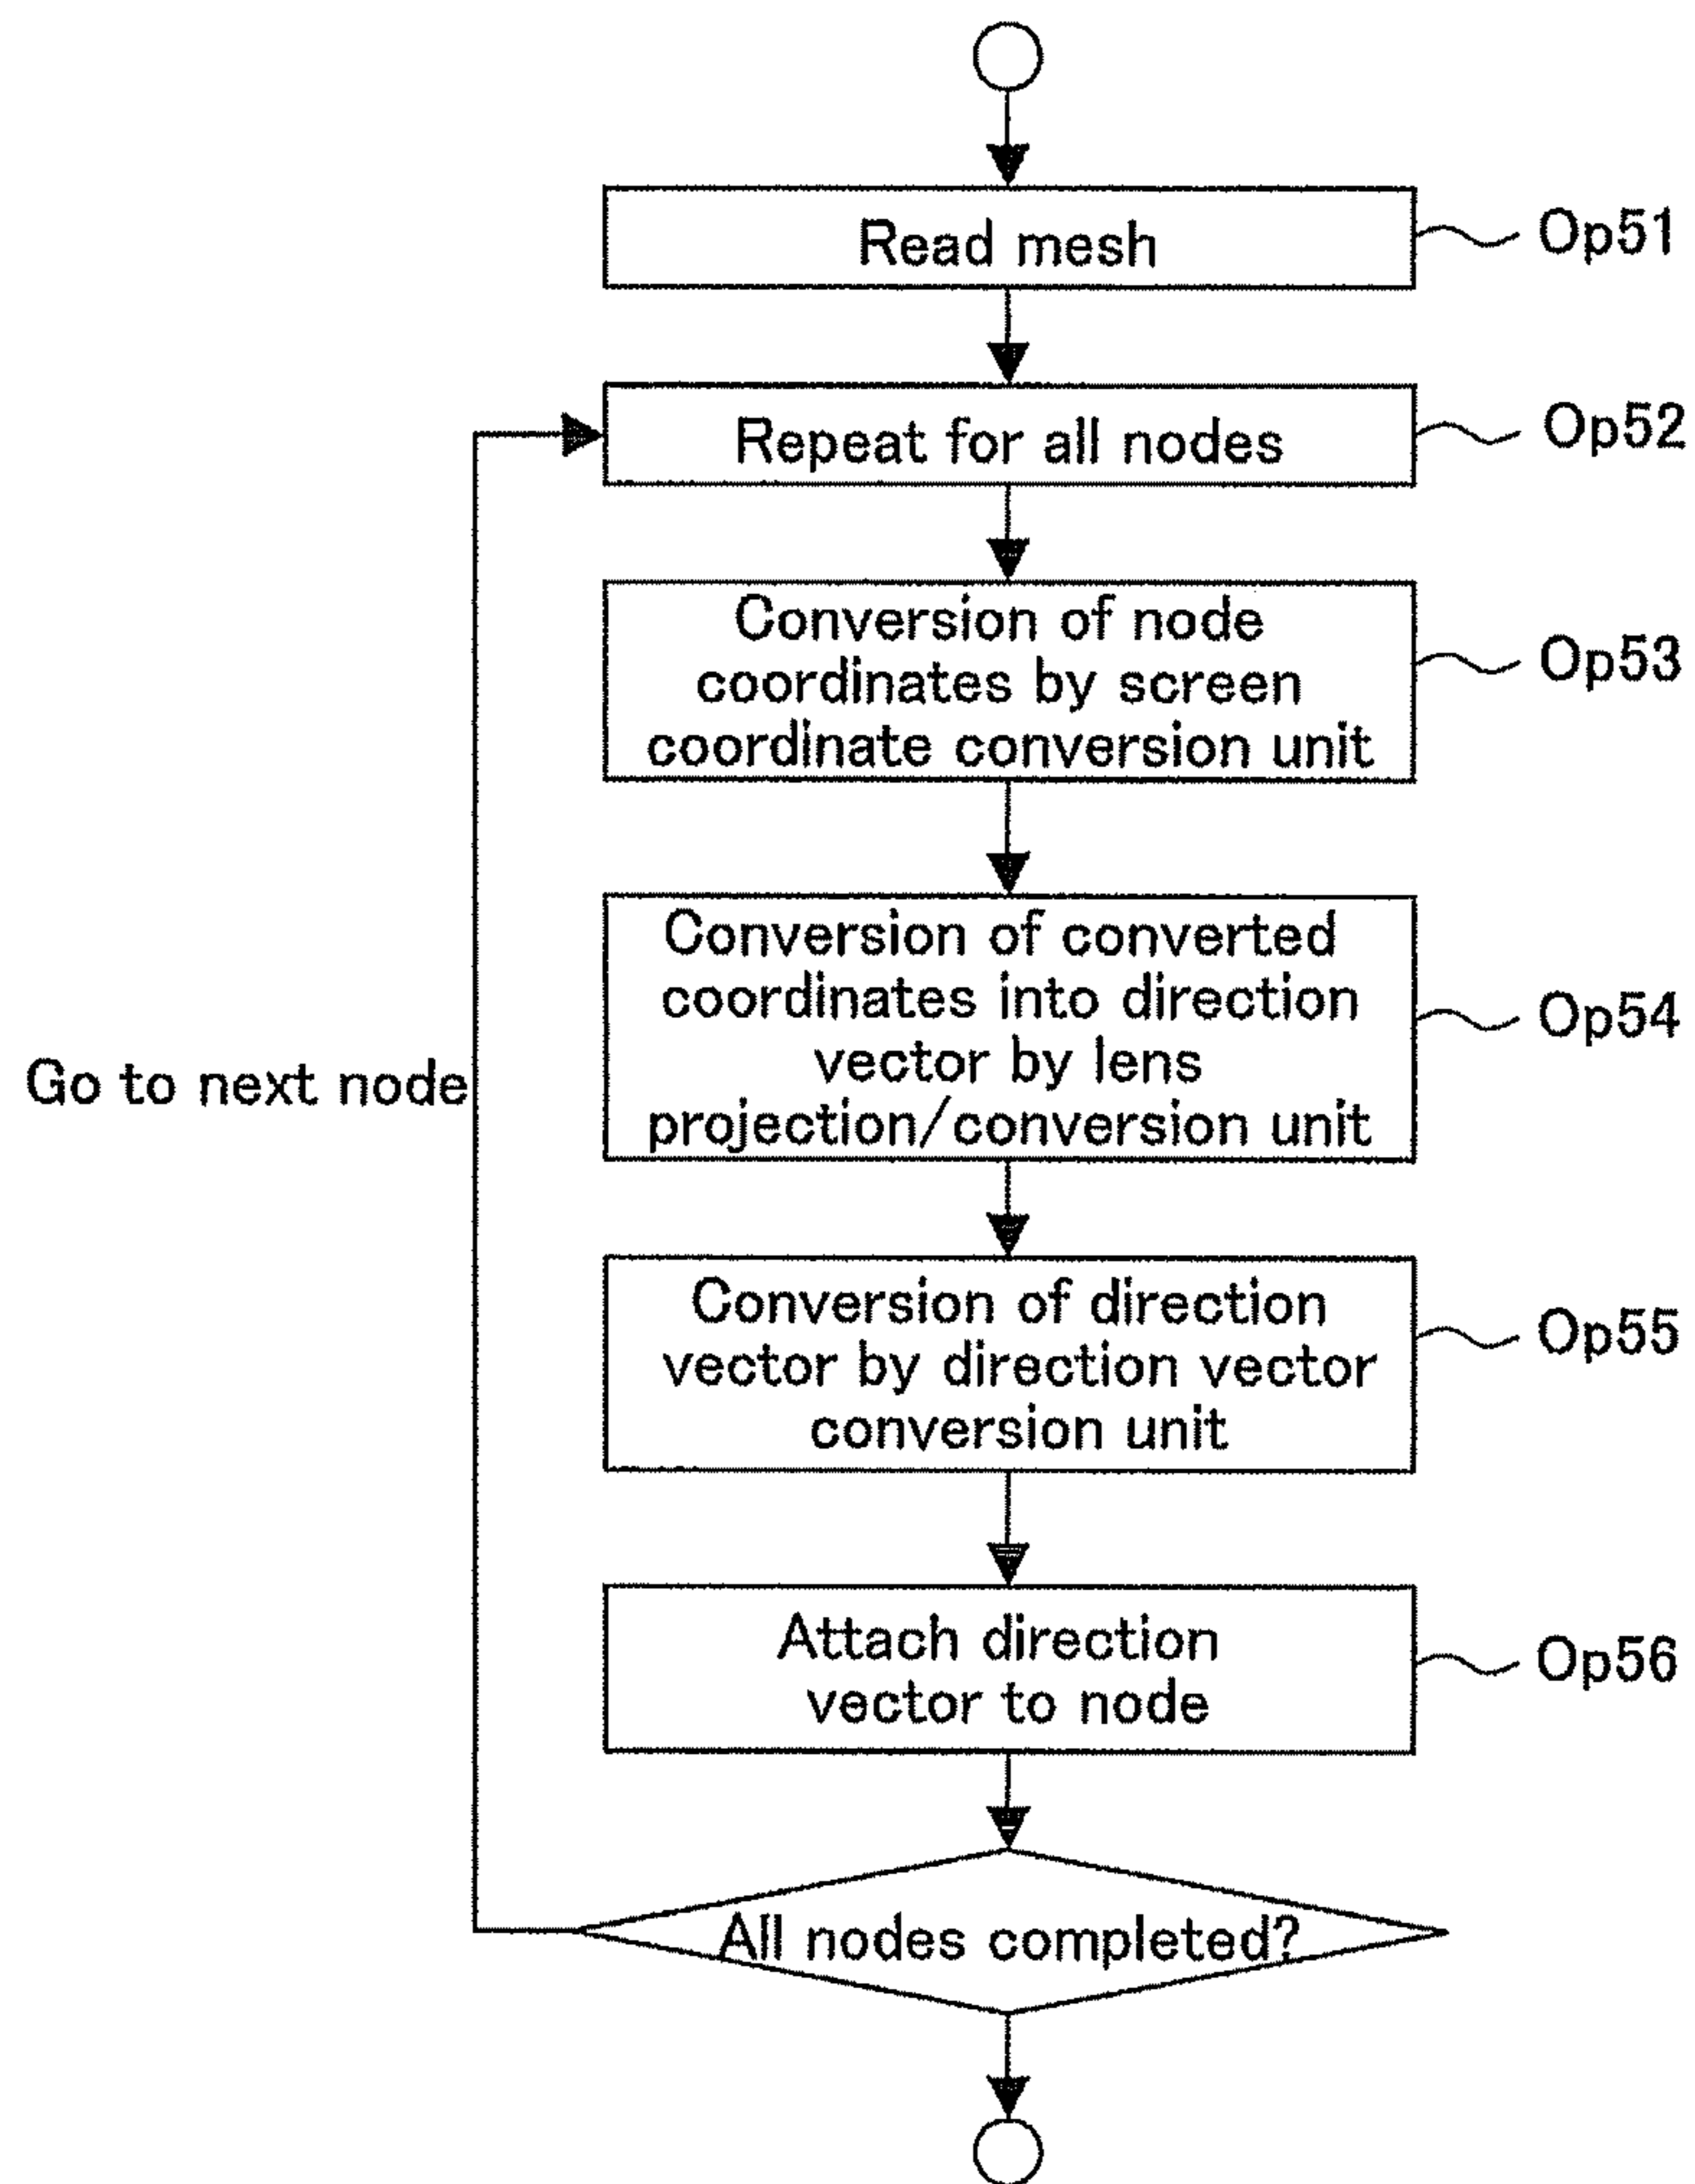 Read mesh
Op51
Repeat for all nodes
Op52
Conversion of node
coordinates by screen
coordinate conversion unit
Op53
Conversion of converted
coordinates into direction
vector by lens
projection/conversion unit
Op54
Go to next node
Conversion of direction
vector by direction vector
conversion unit
Op55
Attach direction
vector to node
Op56
All nodes completed?